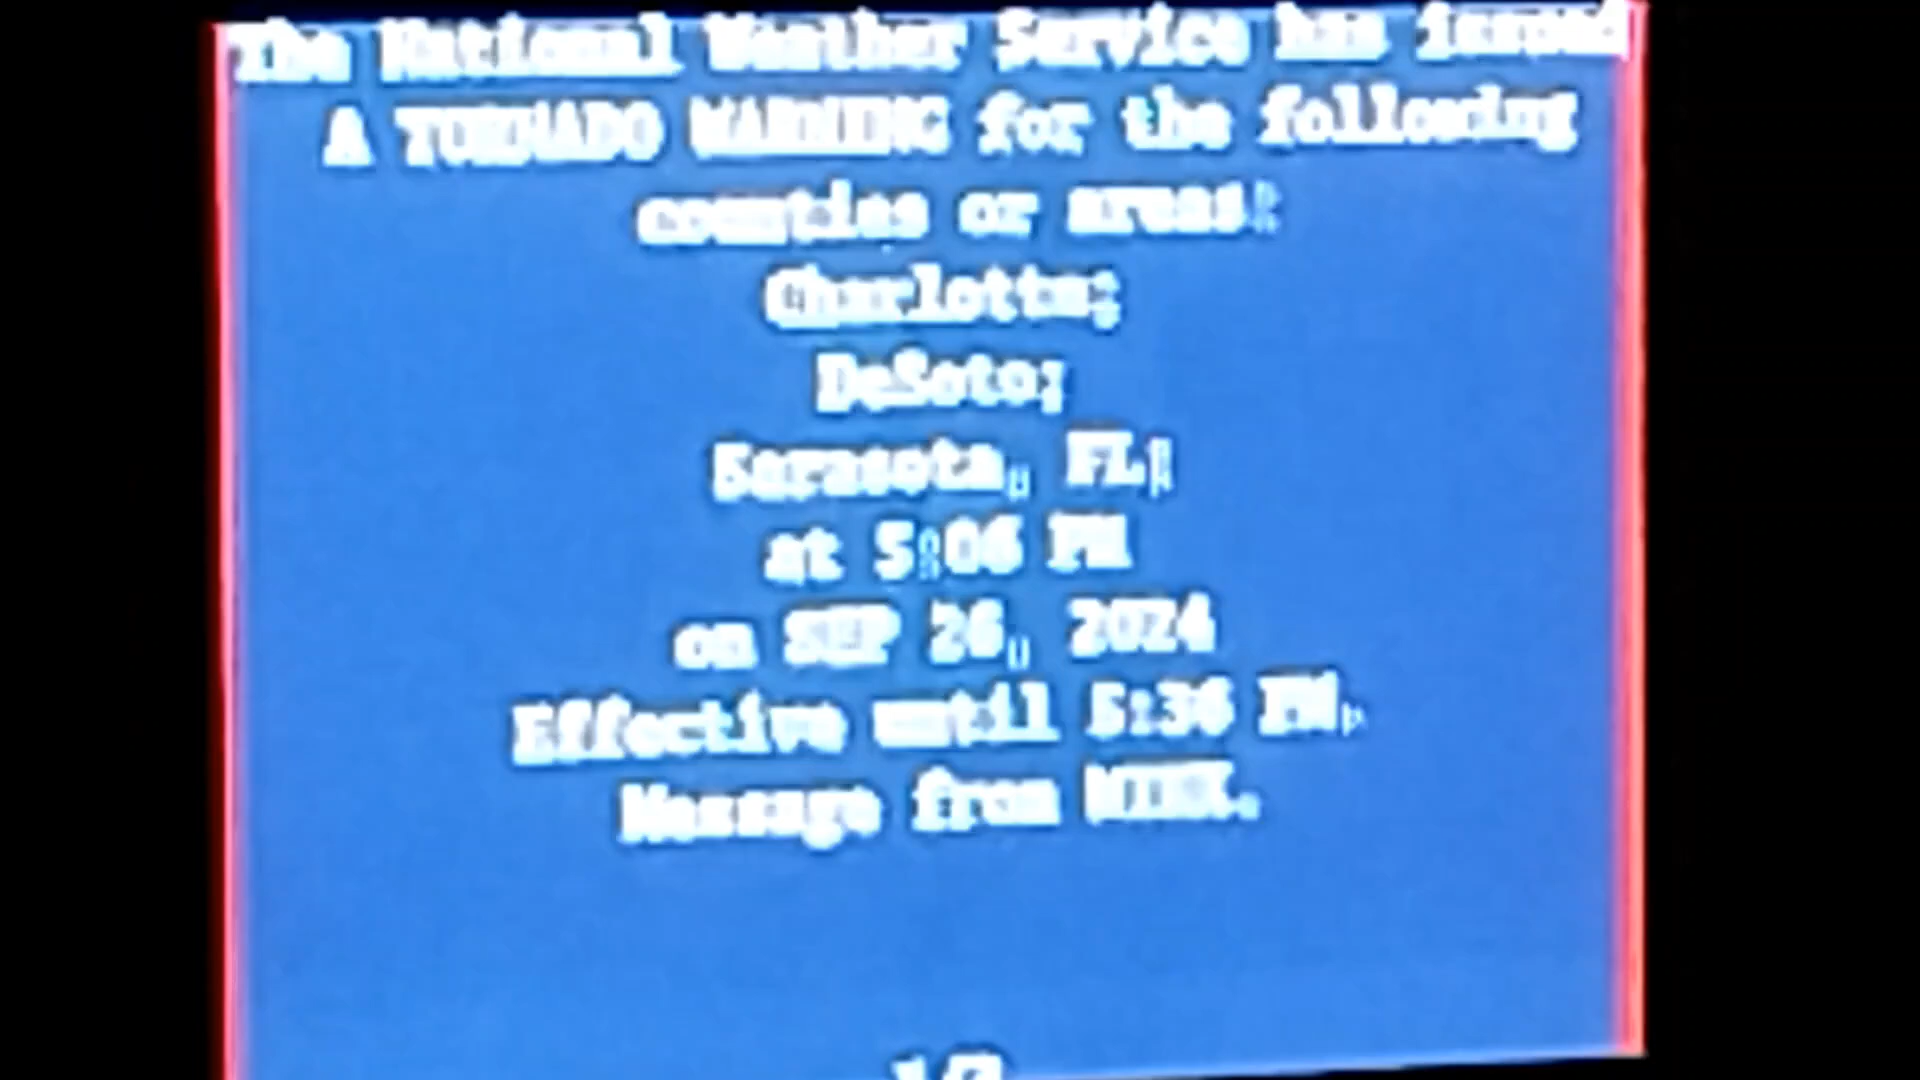 The National Weather Service has issued
A TORNADO WARNING for the following
counties or areas:
Charlotte;
DeSoto;
Sarasota, FL;
at 5:06 PM
on SEP 26, 2024
Effective until 5:36 PM.
Message from